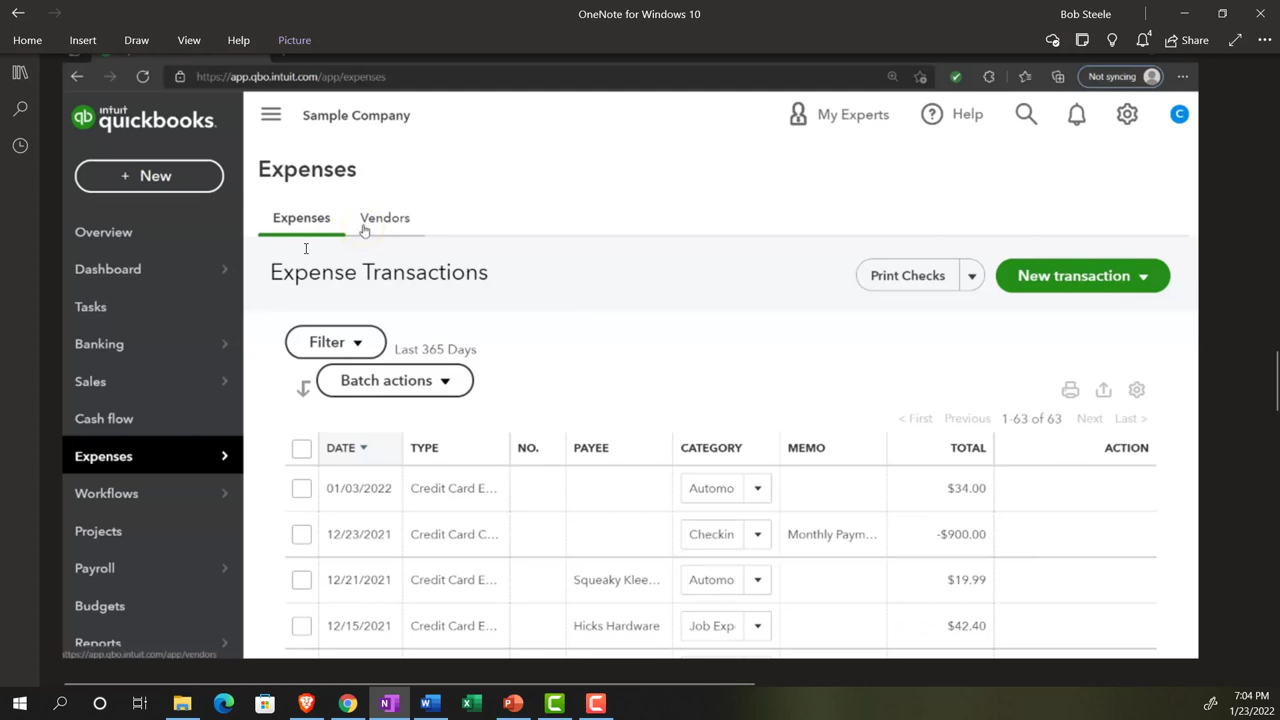 OneNote for Windows 10
Bob Steele
Home Insert Draw View Help Picture
Share
https://app.qbo.intuit.com/app/expenses
Not syncing
intuit
quickbooks.
qb
Sample Company
My Experts
Help
C
+ New
Expenses
Expenses Vendors
Overview
Dashboard
Tasks
Banking
Sales
Cash flow
Expenses
Workflows
Projects
Payroll
Budgets
Reports
https://app.qbo.intuit.com/app/vendors
Expense Transactions
Print Checks
New transaction
Filter
Last 365 Days
Batch actions
< First Previous 1-63 of 63 Next Last >
DATE TYPE NO. PAYEE CATEGORY MEMO TOTAL ACTION
01/03/2022 Credit Card E... Automo $34.00
12/23/2021 Credit Card C... Checkin Monthly Paym... -$900.00
12/21/2021 Credit Card E... Squeaky Klee... Automo $19.99
12/15/2021 Credit Card E... Hicks Hardware Job Exp $42.40
7:04 PM
1/23/2022